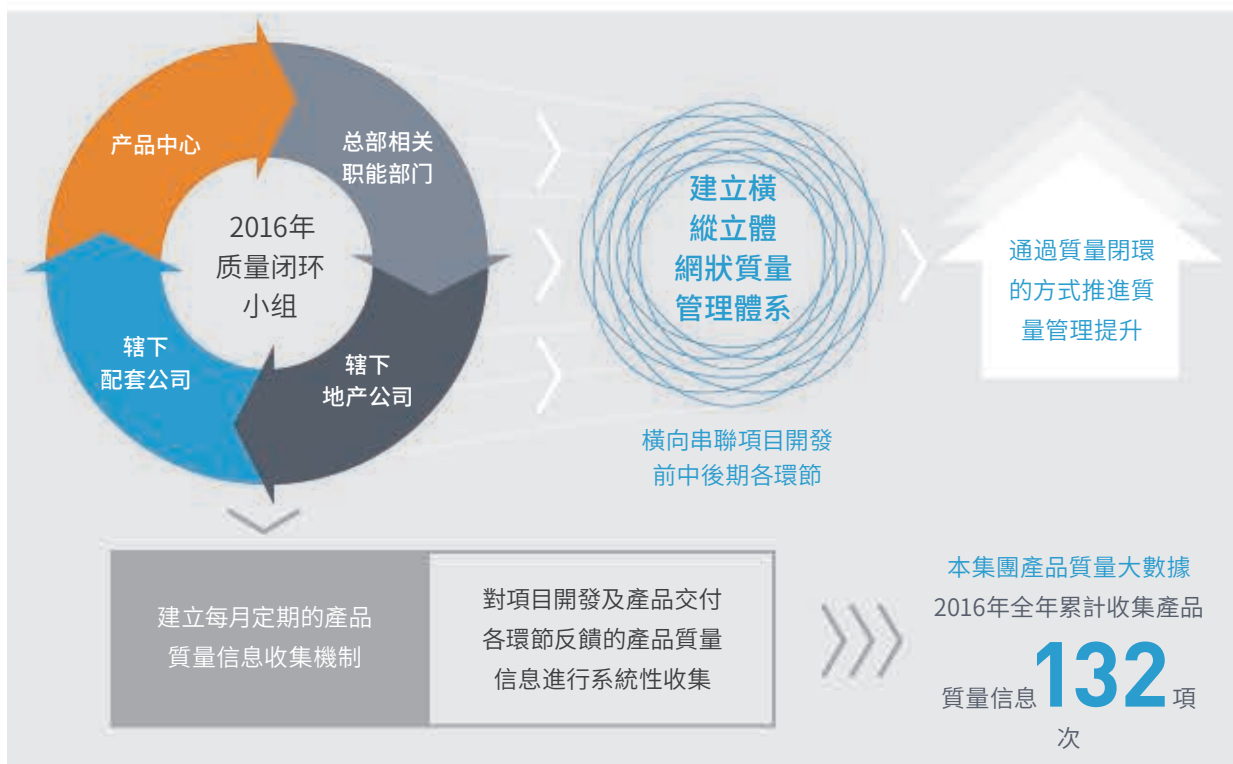 产品中心
总部相关
职能部门
2016年
质量闭环
小组
辖下
配套公司
辖下
地产公司
建立橫
縱立體
網狀質量
管理體系
橫向串聯項目開發
前中後期各環節
通過質量閉環
的方式推進質
量管理提升
建立每月定期的產品
質量信息收集機制
對項目開發及產品交付
各環節反饋的產品質量
信息進行系統性收集
本集團產品質量大數據
2016年全年累計收集產品
質量信息132項
次